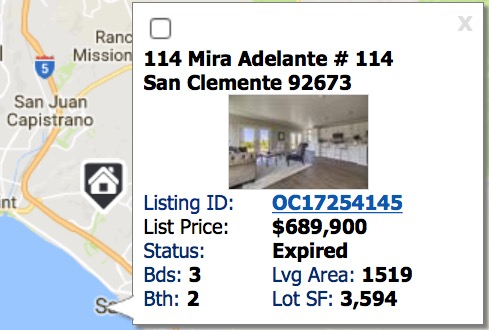 x
114 Mira Adelante # 114
San Clemente 92673
Listing ID: OC17254145
List Price: $689,900
Status: Expired
Bds: 3 Lvg Area: 1519
Bth: 2 Lot SF: 3,594
Ranc
Mission
5
San Juan
Capistrano
nt
S